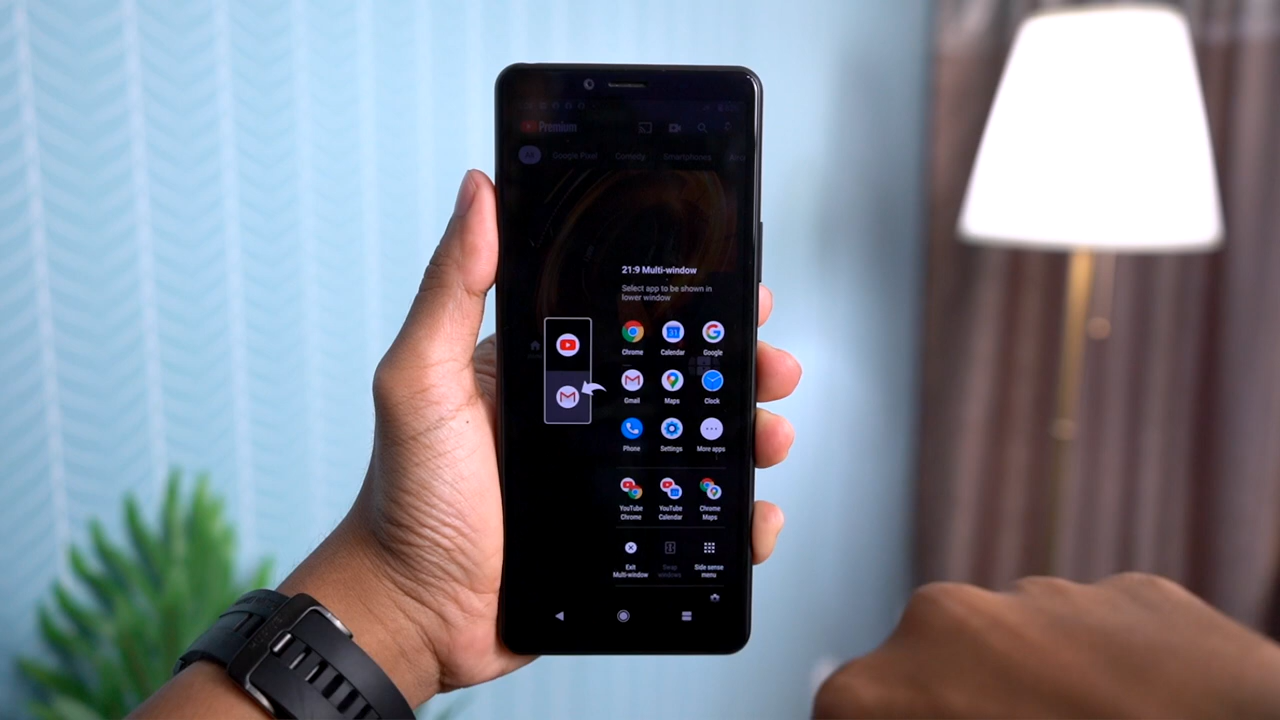 Premium
All Google Pixel Comedy Smartphones
21:9 Multi-window
Select app to be shown in
lower window
31
Chrome Calendar Google
Gmail Maps Clock
Phone Settings More apps
YouTube YouTube Chrome
Chrome Calendar Maps
Exit Swap Side sense
Multi-window windows menu